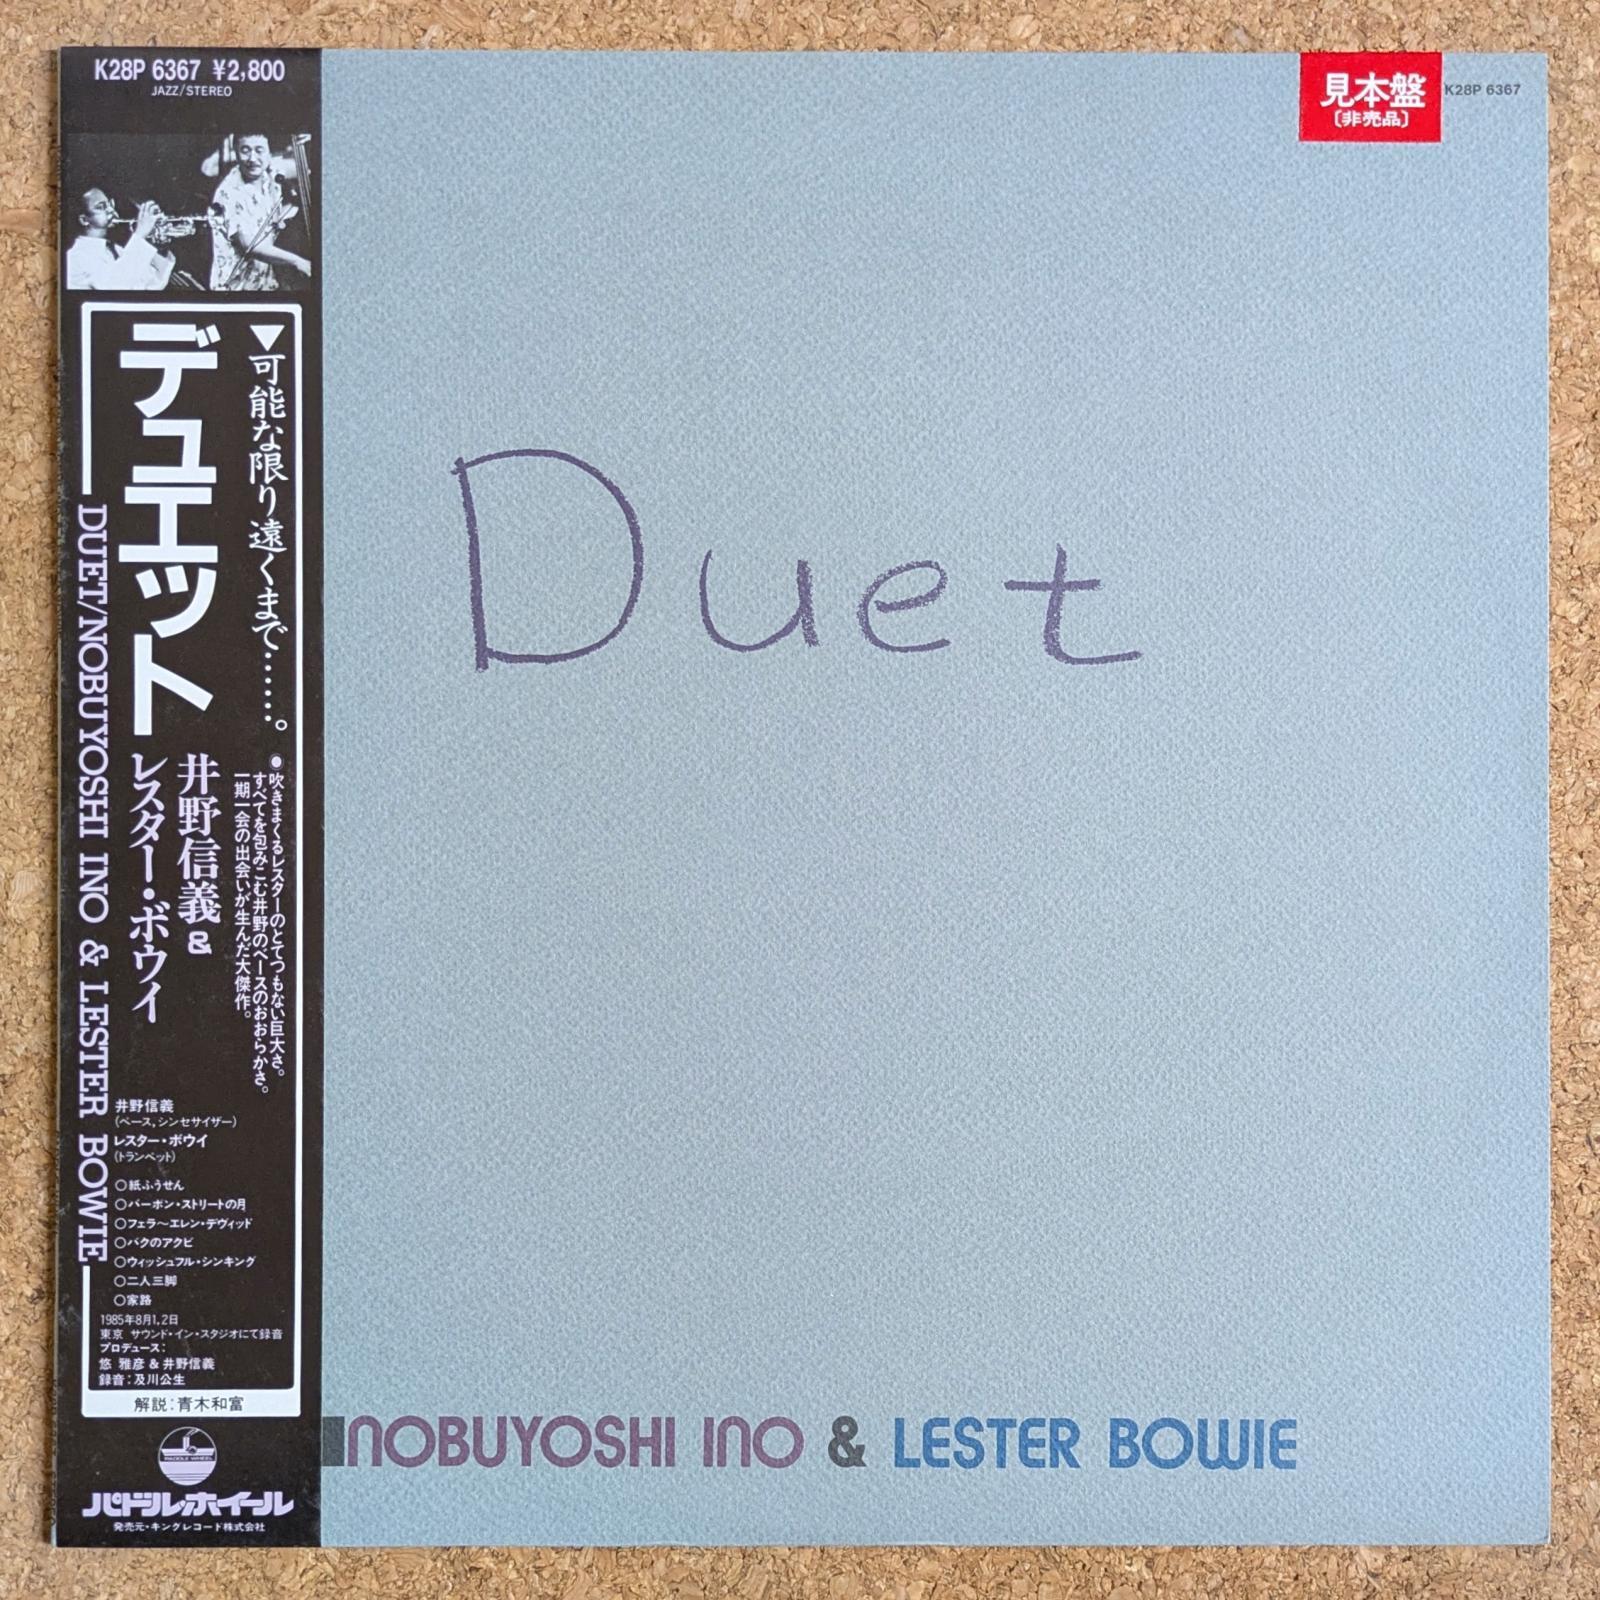 K28P 6367 ¥2,800
JAZZ/STEREO
▼可能な限り遠くまで……。
デュエット
●吹きまくるレスターのとてつもない巨大さ。
すべてを包みこむ井野のベースのおおらかさ。
一期一会の出会いが生んだ大傑作。
井野信義&
レスター・ボウイ
DUET/NOBUYOSHI INO & LESTER BOWIE
井野信義
(ベース,シンセサイザー)
レスター・ボウイ
(トランペット)
○紙ふうせん
○バーボン・ストリートの月
○フェラ〜エレン・デヴィッド
○バクのアクビ
○ウィッシュフル・シンキング
○二人三脚
○家路
1985年8月1,2日
東京 サウンド・イン・スタジオにて録音
プロデュース:
悠 雅彦&井野信義
録音:及川公生
解説:青木和富
PADDLE WHEEL
パドル・ホイール
発売元・キングレコード株式会社
見本盤
〔非売品〕
K28P 6367
Duet
NOBUYOSHI INO & LESTER BOWIE